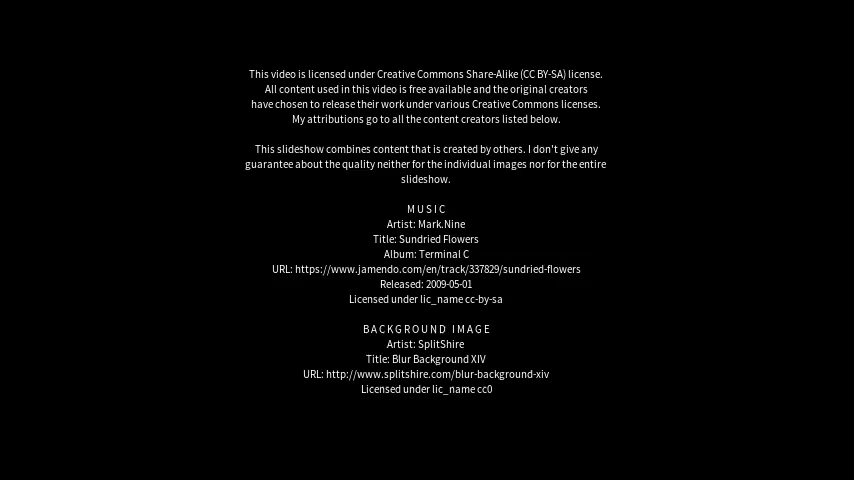 This video is licensed under Creative Commons Share-Alike (CC BY-SA) license.
All content used in this video is free available and the original creators
have chosen to release their work under various Creative Commons licenses.
My attributions go to all the content creators listed below.
This slideshow combines content that is created by others. I don't give any
guarantee about the quality neither for the individual images nor for the entire
slideshow.
MUSIC
Artist: Mark.Nine
Title: Sundried Flowers
Album: Terminal C
URL: https://www.jamendo.com/en/track/337829/sundried-flowers
Released: 2009-05-01
Licensed under lic_name cc-by-sa
BACKGROUND IMAGE
Artist: SplitShire
Title: Blur Background XIV
URL: http://www.splitshire.com/blur-background-xiv
Licensed under lic_name cc0